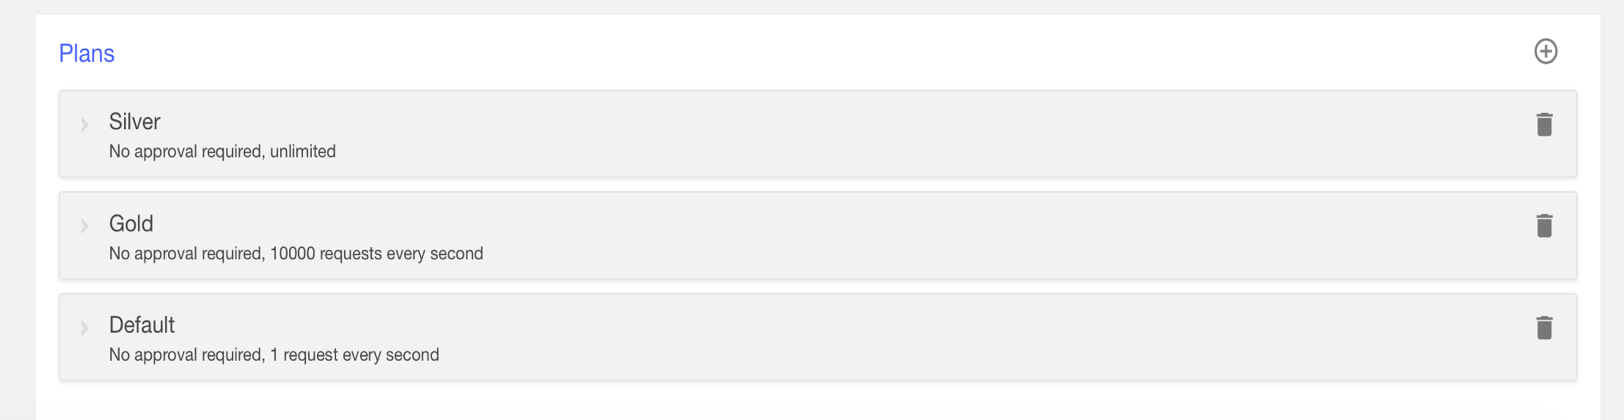 Plans
Silver
No approval required, unlimited
Gold
No approval required, 10000 requests every second
Default
No approval required, 1 request every second